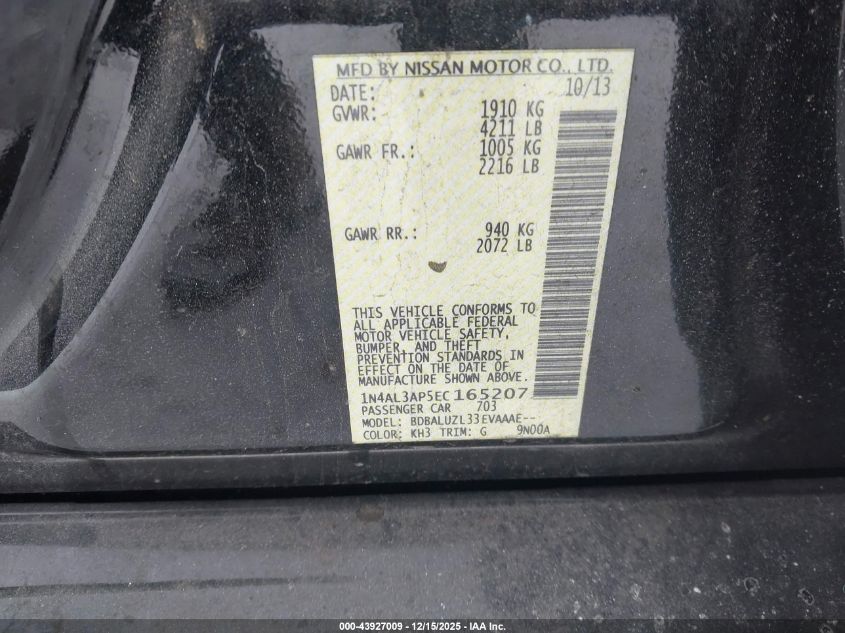 MFD BY NISSAN MOTOR CO., LTD.
DATE: 10/13
GVWR: 1910 KG
4211 LB
GAWR FR.: 1005 KG
2216 LB
GAWR RR.: 940 KG
2072 LB
THIS VEHICLE CONFORMS TO
ALL APPLICABLE FEDERAL
MOTOR VEHICLE SAFETY,
BUMPER, AND THEFT
PREVENTION STANDARDS IN
EFFECT ON THE DATE OF
MANUFACTURE SHOWN ABOVE.
1N4AL3AP5EC165207
PASSENGER CAR 703
MODEL: BDBALUZL33EVAAAE--
COLOR: KH3 TRIM: G 9N00A
000-43927009 - 12/15/2025 - IAA Inc.